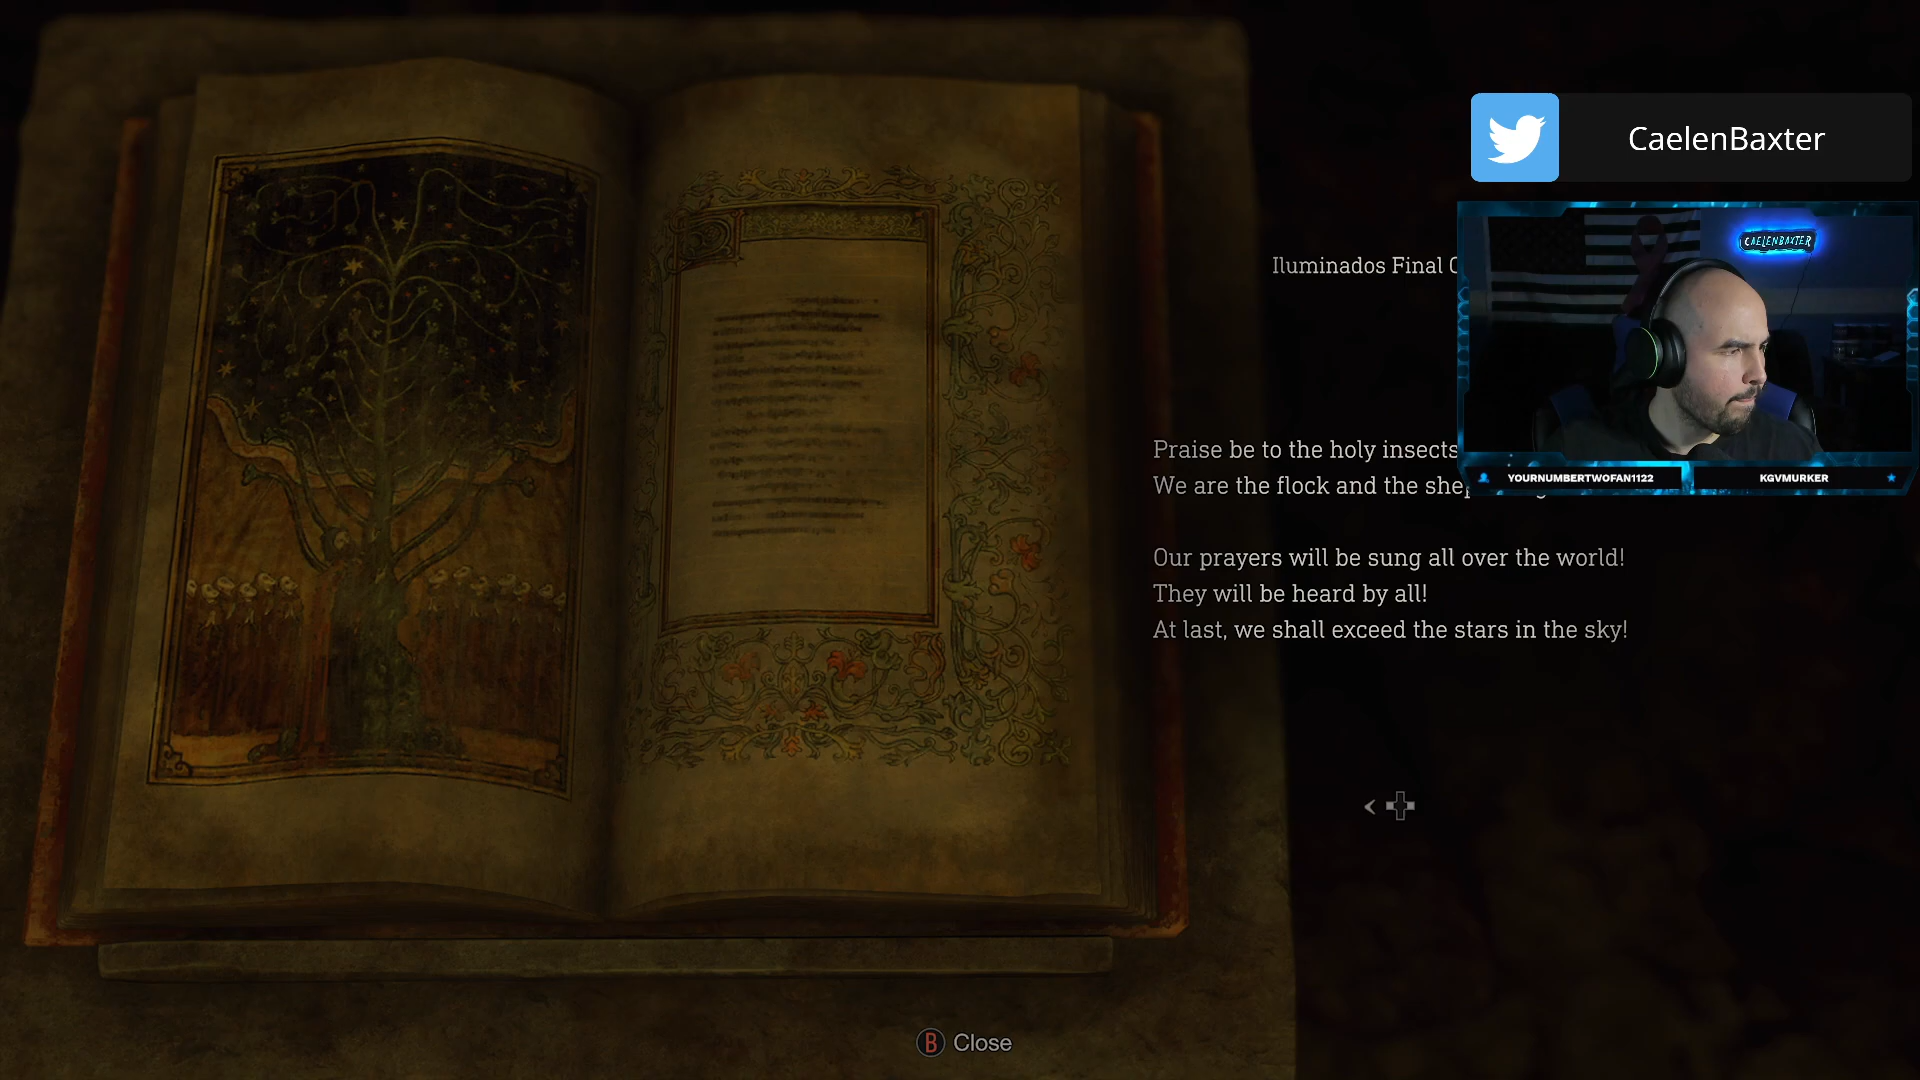 CaelenBaxter
CAELENBAXTER
Iluminados Final
Praise be to the holy insects
We are the flock and the
YOURNUMBERTWOFAN1122
KGVMURKER
Our prayers will be sung all over the world!
They will be heard by all!
At last, we shall exceed the stars in the sky!
B Close